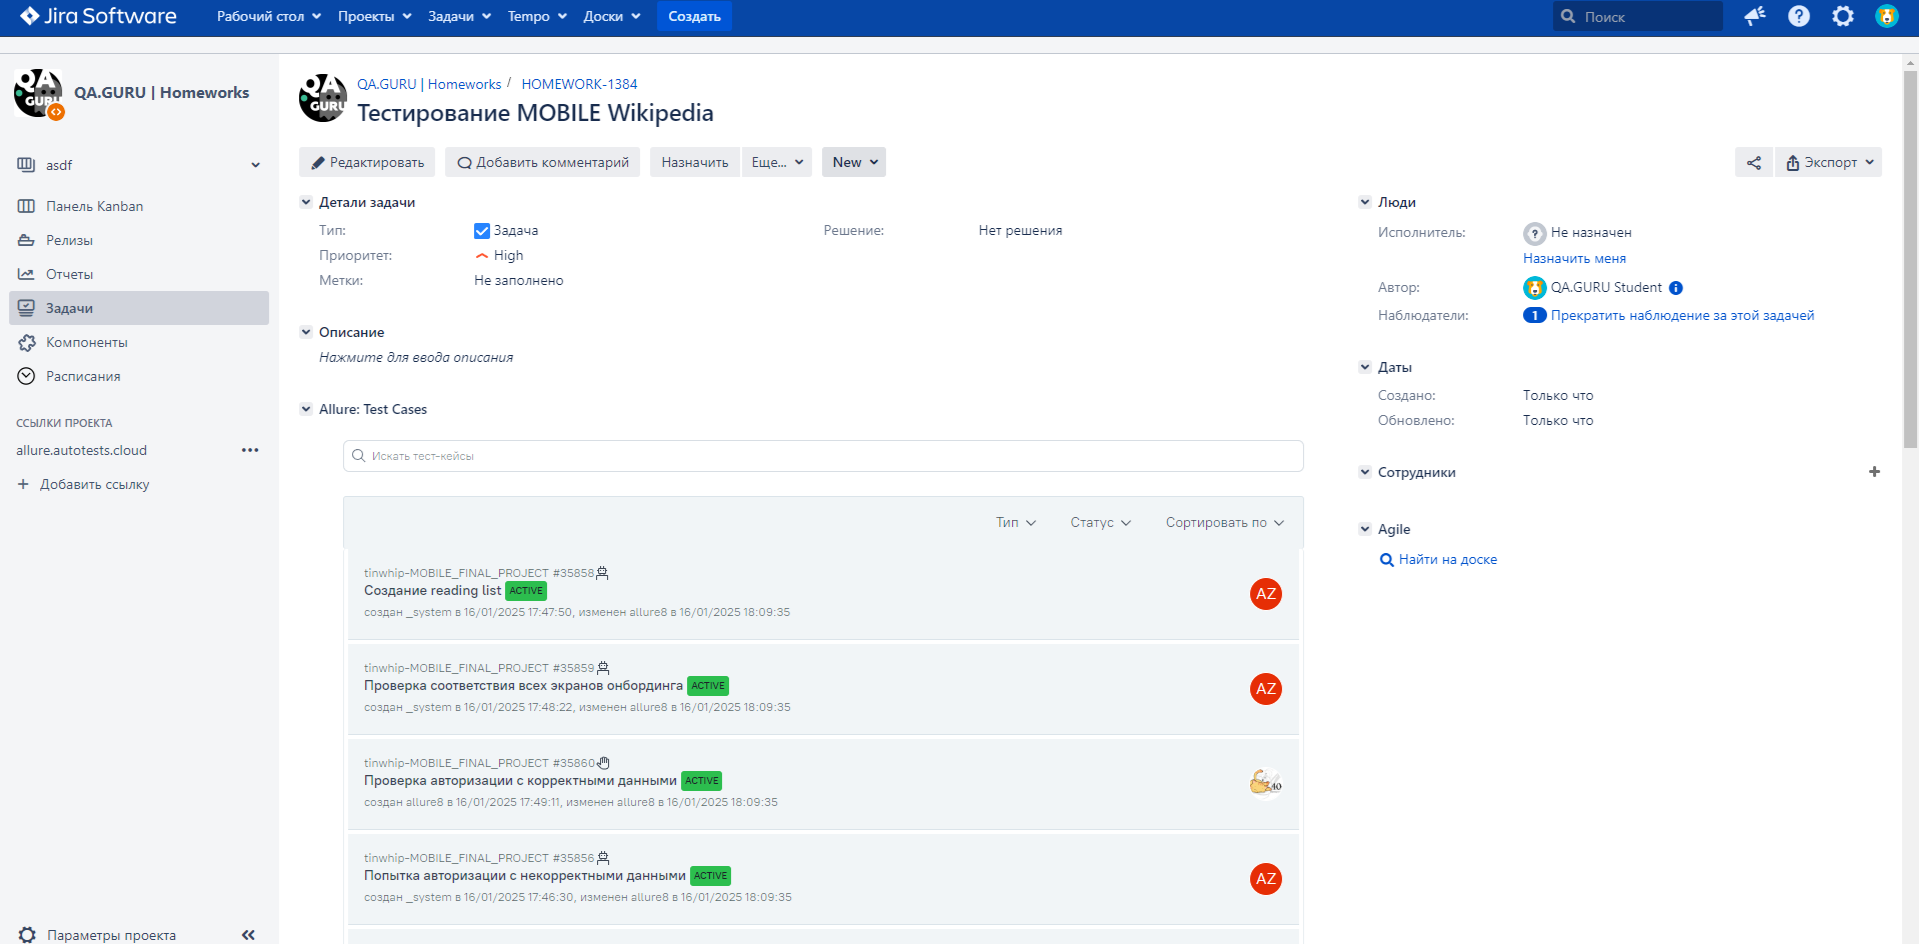 Jira Software
Рабочий стол Проекты Задачи Tempo Доски Создать Поиск
QA GURU
QA.GURU | Homeworks
asdf
Панель Kanban
Релизы
Отчеты
Задачи
Компоненты
Расписания
ССЫЛКИ ПРОЕКТА
allure.autotests.cloud
Добавить ссылку
Параметры проекта
QA GURU
QA.GURU | Homeworks / HOMEWORK-1384
Тестирование MOBILE Wikipedia
Редактировать Добавить комментарий Назначить Еще... New Экспорт
Детали задачи
Тип: Задача Решение: Нет решения
Приоритет: High
Метки: Не заполнено
Описание
Нажмите для ввода описания
Allure: Test Cases
Искать тест-кейсы
Тип Статус Сортировать по
tinwhip-MOBILE_FINAL_PROJECT #35858
Создание reading list ACTIVE
создан _system в 16/01/2025 17:47:50, изменен allure8 в 16/01/2025 18:09:35
AZ
tinwhip-MOBILE_FINAL_PROJECT #35859
Проверка соответствия всех экранов онбординга ACTIVE
создан _system в 16/01/2025 17:48:22, изменен allure8 в 16/01/2025 18:09:35
AZ
tinwhip-MOBILE_FINAL_PROJECT #35860
Проверка авторизации с корректными данными ACTIVE
создан allure8 в 16/01/2025 17:49:11, изменен allure8 в 16/01/2025 18:09:35
tinwhip-MOBILE_FINAL_PROJECT #35856
Попытка авторизации с некорректными данными ACTIVE
создан _system в 16/01/2025 17:46:30, изменен allure8 в 16/01/2025 18:09:35
AZ
Люди
Исполнитель: Не назначен
Назначить меня
Автор: QA.GURU Student
Наблюдатели: 1 Прекратить наблюдение за этой задачей
Даты
Создано: Только что
Обновлено: Только что
Сотрудники
Agile
Найти на доске